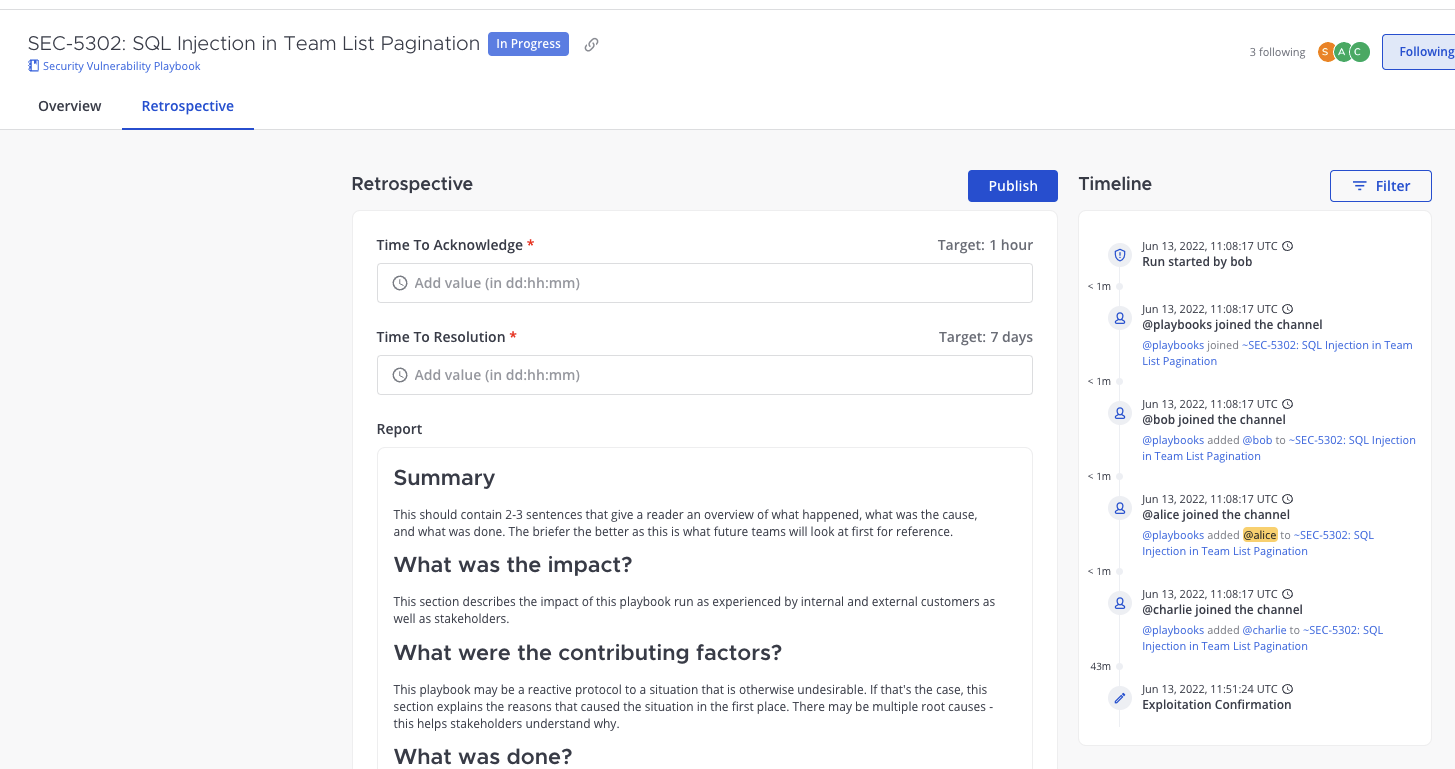 SEC-5302: SQL Injection in Team List Pagination In Progress
Security Vulnerability Playbook
3 following S A C Following
Overview Retrospective
Retrospective Publish
Time To Acknowledge * Target: 1 hour
Add value (in dd:hh:mm)
Time To Resolution * Target: 7 days
Add value (in dd:hh:mm)
Report
Summary
This should contain 2-3 sentences that give a reader an overview of what happened, what was the cause,
and what was done. The briefer the better as this is what future teams will look at first for reference.
What was the impact?
This section describes the impact of this playbook run as experienced by internal and external customers as
well as stakeholders.
What were the contributing factors?
This playbook may be a reactive protocol to a situation that is otherwise undesirable. If that's the case, this
section explains the reasons that caused the situation in the first place. There may be multiple root causes -
this helps stakeholders understand why.
What was done?
Timeline Filter
Jun 13, 2022, 11:08:17 UTC
Run started by bob
< 1m
Jun 13, 2022, 11:08:17 UTC
@playbooks joined the channel
@playbooks joined ~SEC-5302: SQL Injection in Team
List Pagination
< 1m
Jun 13, 2022, 11:08:17 UTC
@bob joined the channel
@playbooks added @bob to ~SEC-5302: SQL Injection
in Team List Pagination
< 1m
Jun 13, 2022, 11:08:17 UTC
@alice joined the channel
@playbooks added @alice to ~SEC-5302: SQL
Injection in Team List Pagination
< 1m
Jun 13, 2022, 11:08:17 UTC
@charlie joined the channel
@playbooks added @charlie to ~SEC-5302: SQL
Injection in Team List Pagination
43m
Jun 13, 2022, 11:51:24 UTC
Exploitation Confirmation